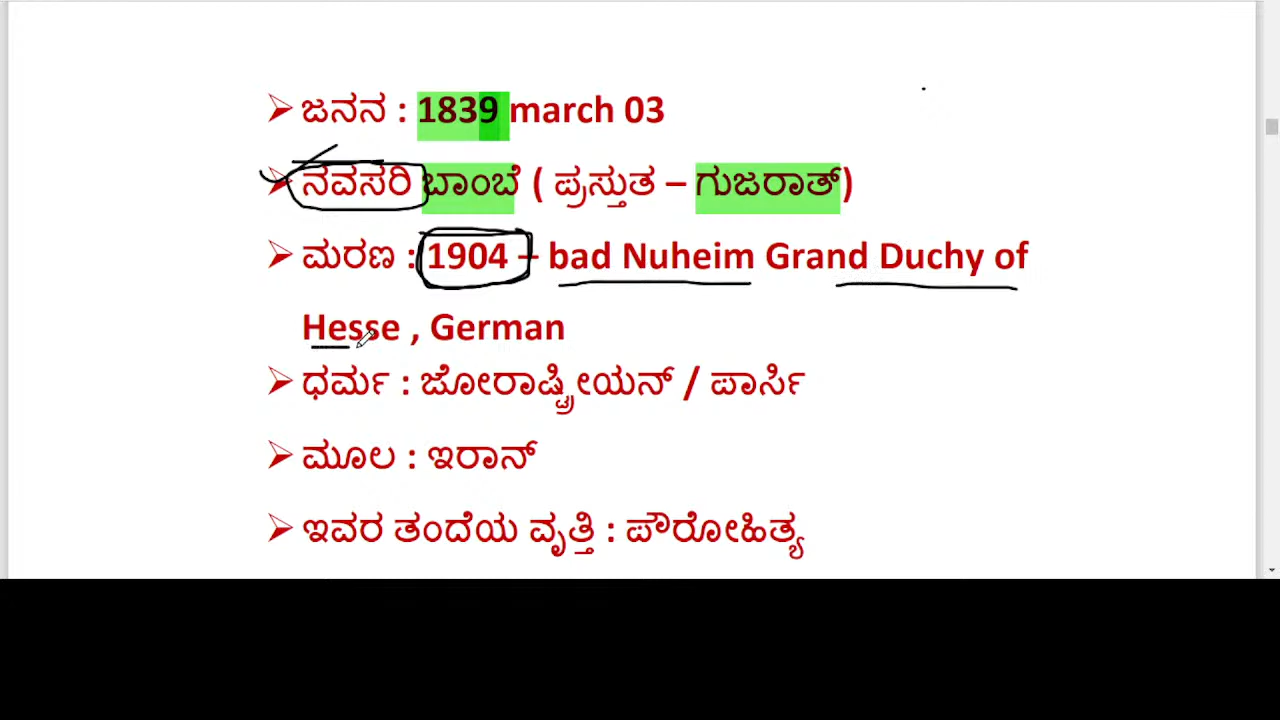 ➢ ಜನನ : 1839 march 03
➢ ನವಸರಿ ಬಾಂಬೆ ( ಪ್ರಸ್ತುತ – ಗುಜರಾತ್)
➢ ಮರಣ : 1904 – bad Nuheim Grand Duchy of
Hesse , German
➢ ಧರ್ಮ : ಜೋರಾಷ್ಟ್ರೀಯನ್ / ಪಾರ್ಸಿ
➢ ಮೂಲ : ಇರಾನ್
➢ ಇವರ ತಂದೆಯ ವೃತ್ತಿ : ಪೌರೋಹಿತ್ಯ